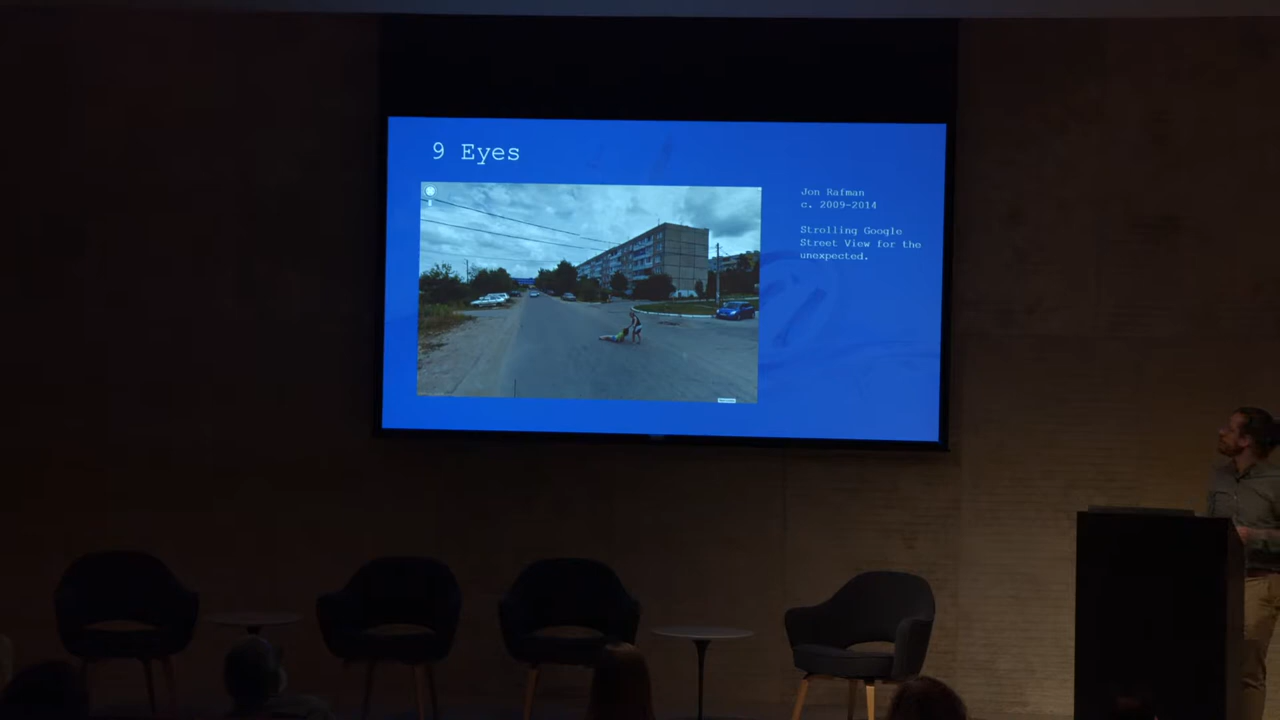 9 Eyes
Jon Rafman
c. 2009-2014
Strolling Google
Street View for the
unexpected.